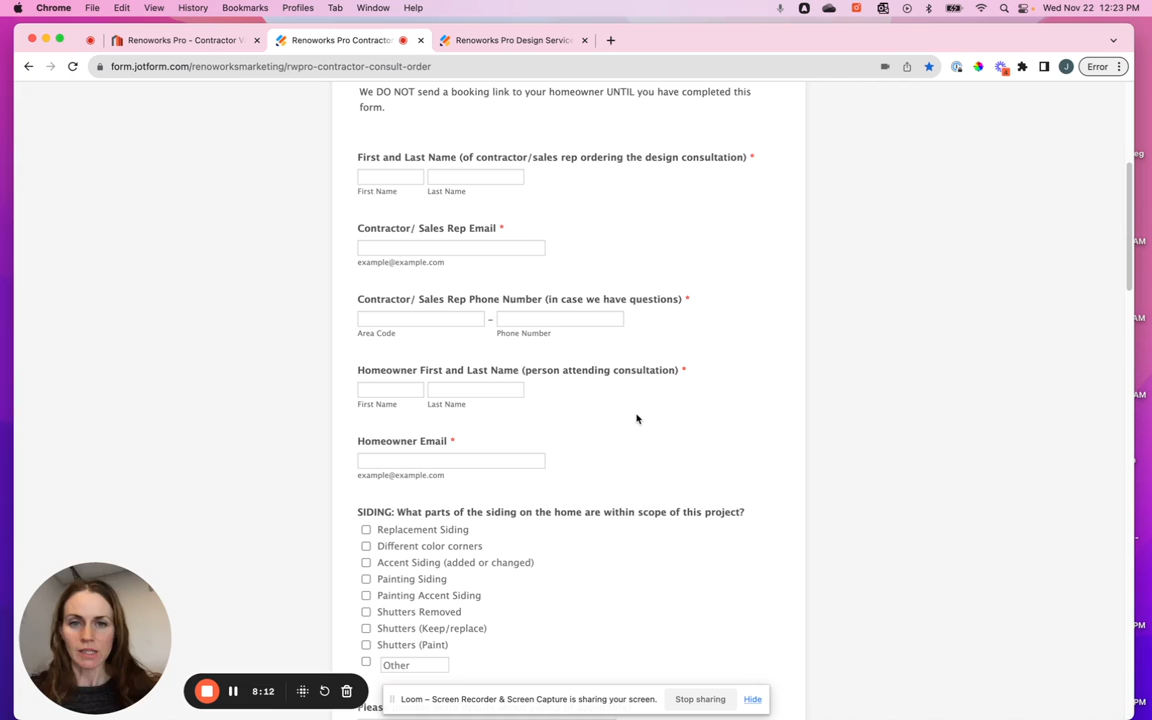 Chrome File Edit View History Bookmarks Profiles Tab Window Help Wed Nov 22 12:23 PM
Renoworks Pro - Contractor V Renoworks Pro Contractor Renoworks Pro Design Service
form.jotform.com/renoworksmarketing/rwpro-contractor-consult-order J Error
We DO NOT send a booking link to your homeowner UNTIL you have completed this
form.
First and Last Name (of contractor/sales rep ordering the design consultation) *
First Name Last Name
Contractor/ Sales Rep Email *
example@example.com
Contractor/ Sales Rep Phone Number (in case we have questions) *
–
Area Code Phone Number
Homeowner First and Last Name (person attending consultation) *
First Name Last Name
Homeowner Email *
example@example.com
SIDING: What parts of the siding on the home are within scope of this project?
Replacement Siding
Different color corners
Accent Siding (added or changed)
Painting Siding
Painting Accent Siding
Shutters Removed
Shutters (Keep/replace)
Shutters (Paint)
Other
8:12
Loom – Screen Recorder & Screen Capture is sharing your screen. Stop sharing Hide
Pleas
eg
AM
AM
AM
PM
PM